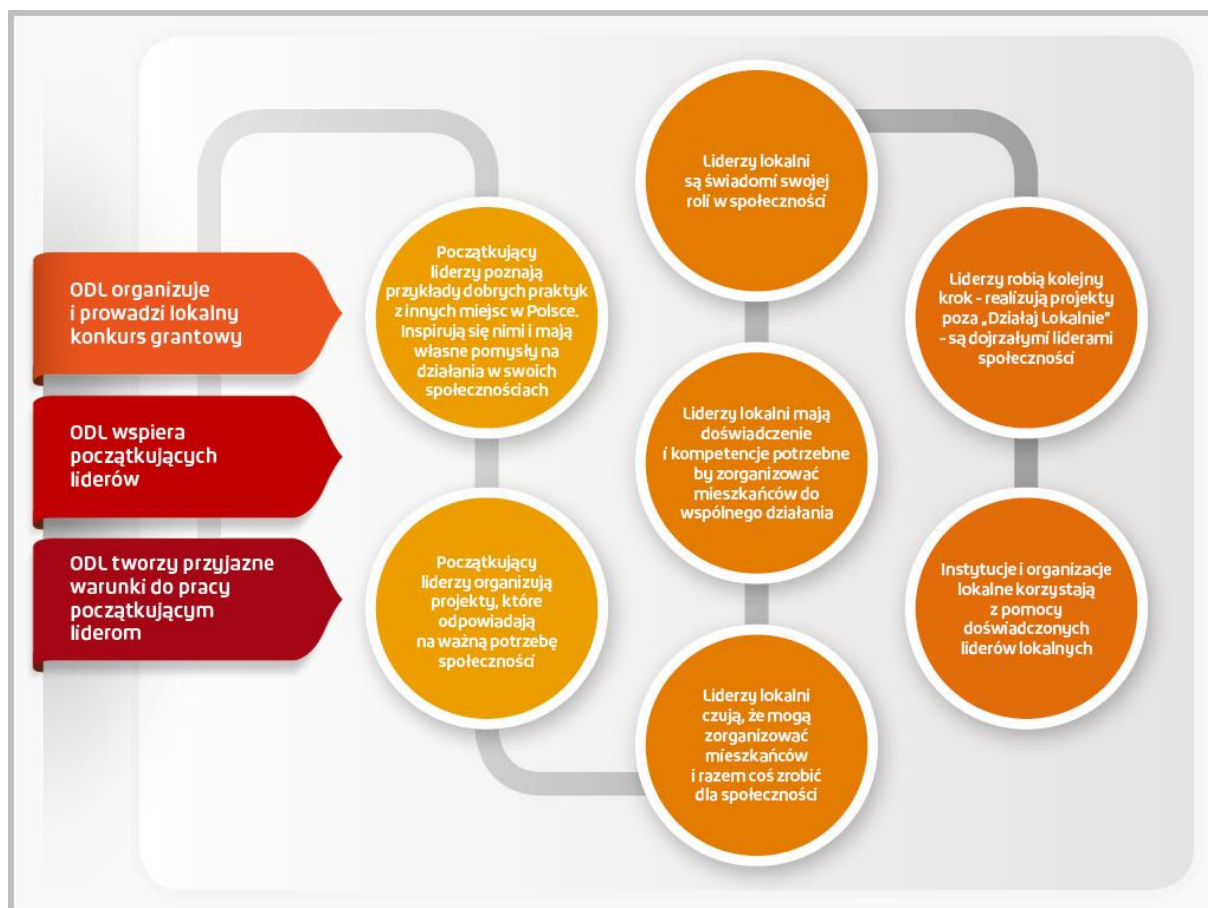 ODL organizuje
i prowadzi lokalny
konkurs grantowy
ODL wspiera
początkujących
liderów
ODL tworzy przyjazne
warunki do pracy
początkującym
liderom
Początkujący
liderzy poznają
przykłady dobrych praktyk
z innych miejsc w Polsce.
Inspirują się nimi i mają
własne pomysły na
działania w swoich
społecznościach
Początkujący
liderzy organizują
projekty, które
odpowiadają
na ważną potrzebę
społeczności
Liderzy lokalni
czują, że mogą
zorganizować
mieszkańców
i razem coś zrobić
dla społeczności
Liderzy lokalni mają
doświadczenie
i kompetencje potrzebne
by zorganizować
mieszkańców do
wspólnego działania
Liderzy lokalni
są świadomi swojej
roli w społeczności
Liderzy robią kolejny
krok - realizują projekty
poza „Działaj Lokalnie”
- są dojrzałymi liderami
społeczności
Instytucje i organizacje
lokalne korzystają
z pomocy
doświadczonych
liderów lokalnych